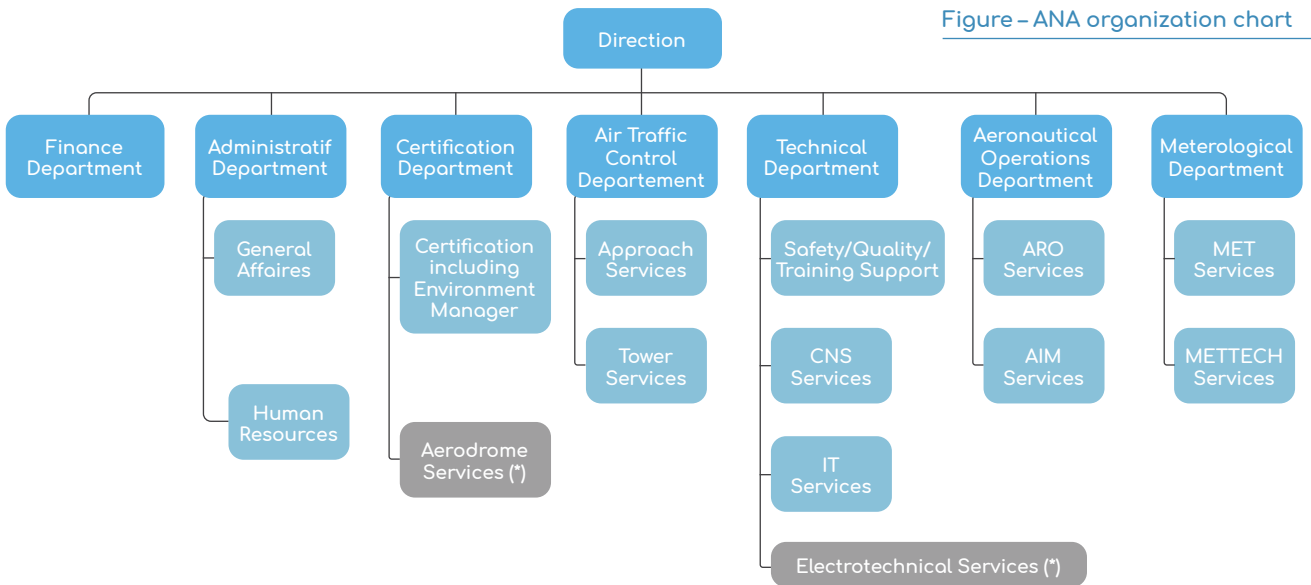 Figure – ANA organization chart
Direction
Finance
Department
Administratif
Department
Certification
Department
Air Traffic
Control
Departement
Technical
Department
Aeronautical
Operations
Department
Meterological
Department
General
Affaires
Human
Resources
Certification
including
Environment
Manager
Aerodrome
Services (*)
Approach
Services
Tower
Services
Safety/Quality/
Training Support
CNS
Services
IT
Services
Electrotechnical Services (*)
ARO
Services
AIM
Services
MET
Services
METTECH
Services